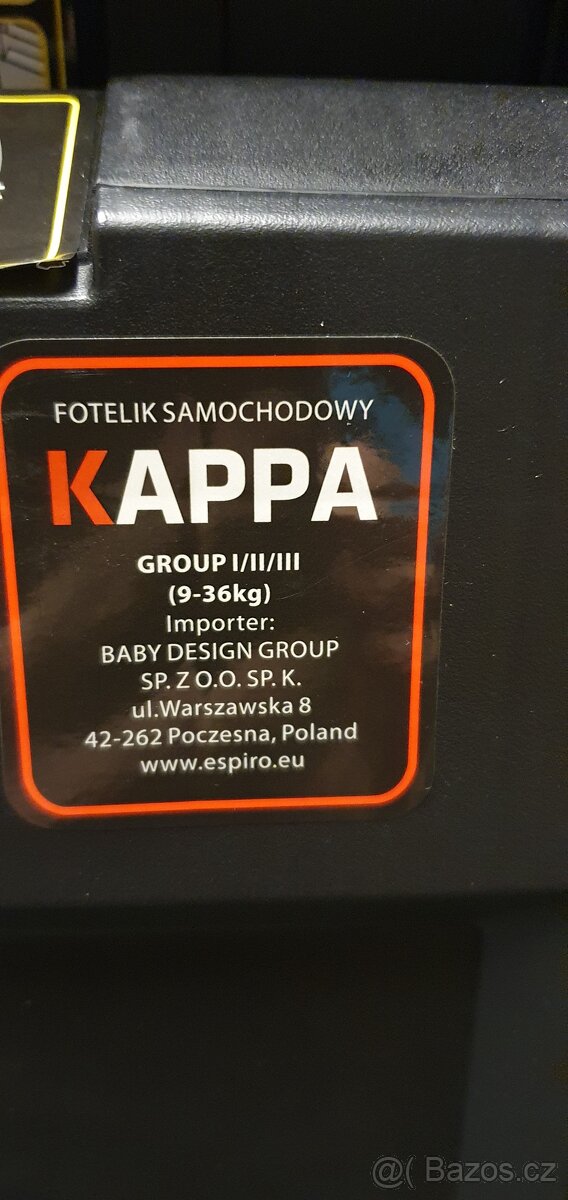 FOTELIK SAMOCHODOWY
KAPPA
GROUP I/II/III
(9-36kg)
Importer:
BABY DESIGN GROUP
SP. Z O.O. SP. K.
ul.Warszawska 8
42-262 Poczesna, Poland
www.espiro.eu
@( Bazos.cz